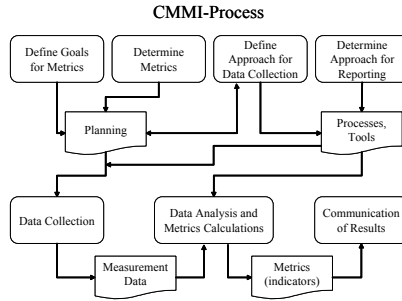 CMMI-Process
Define Goals
for Metrics
Determine
Metrics
Define
Approach for
Data Collection
Determine
Approach for
Reporting
Planning
Processes,
Tools
Data Collection
Data Analysis and
Metrics Calculations
Communication
of Results
Measurement
Data
Metrics
(indicators)